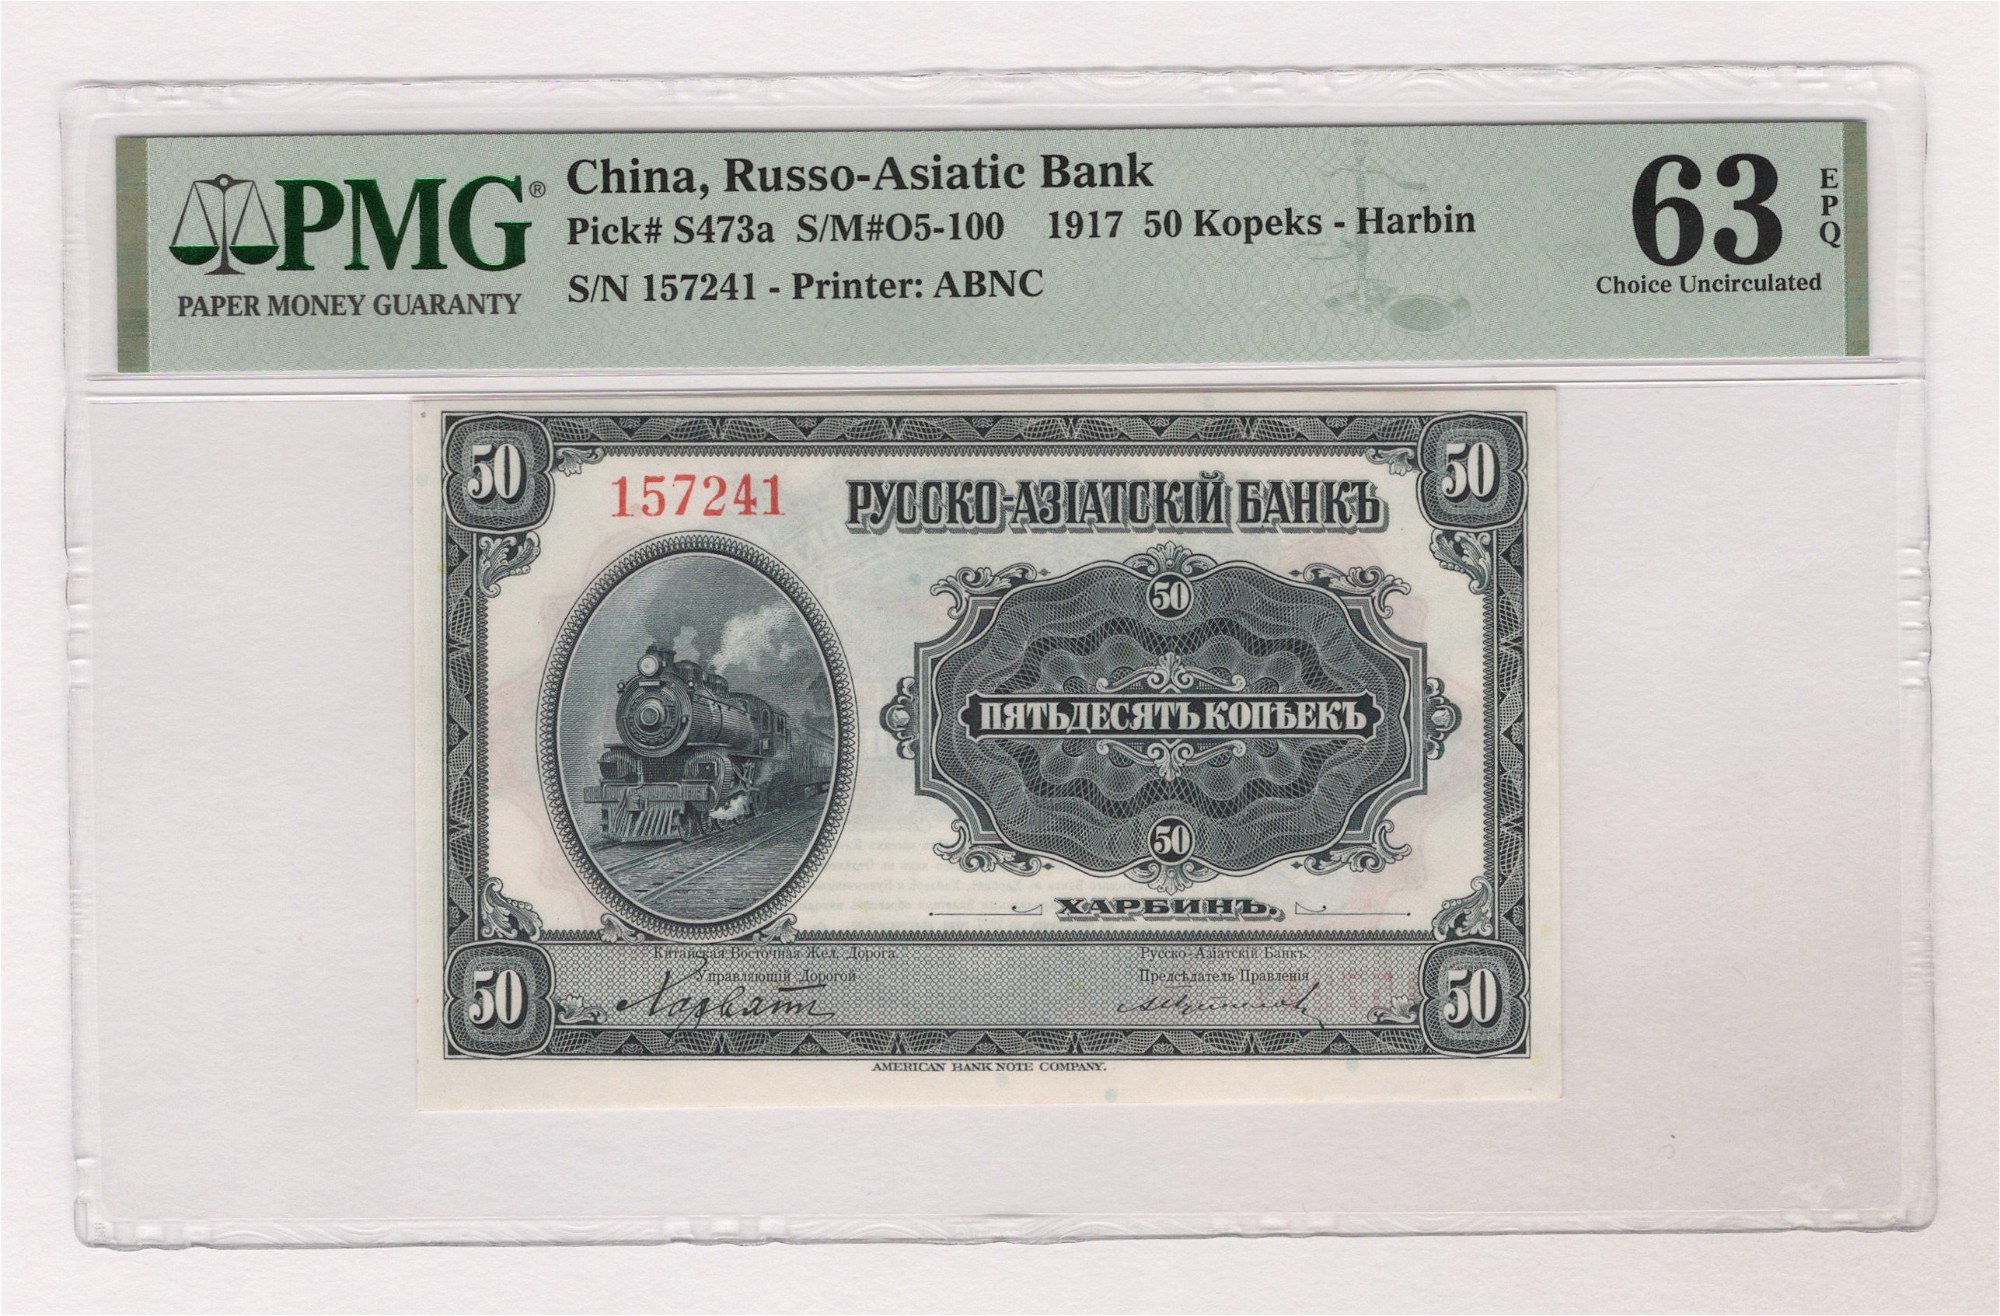 PMG®
PAPER MONEY GUARANTY
China, Russo-Asiatic Bank
Pick# S473a S/M#O5-100 1917 50 Kopeks - Harbin
S/N 157241 - Printer: ABNC
63
EPQ
Choice Uncirculated
50
50
157241
РУССКО-АЗІАТСКІЙ БАНКЪ
50
ПЯТЬДЕСЯТЬ КОПѢЕКЪ
50
ХАРБИНЪ.
Китайская Восточная Жел. Дорога.
Управляющій Дорогой
Русско-Азіатскій Банкъ.
Предсѣдатель Правленія
50
50
AMERICAN BANK NOTE COMPANY.